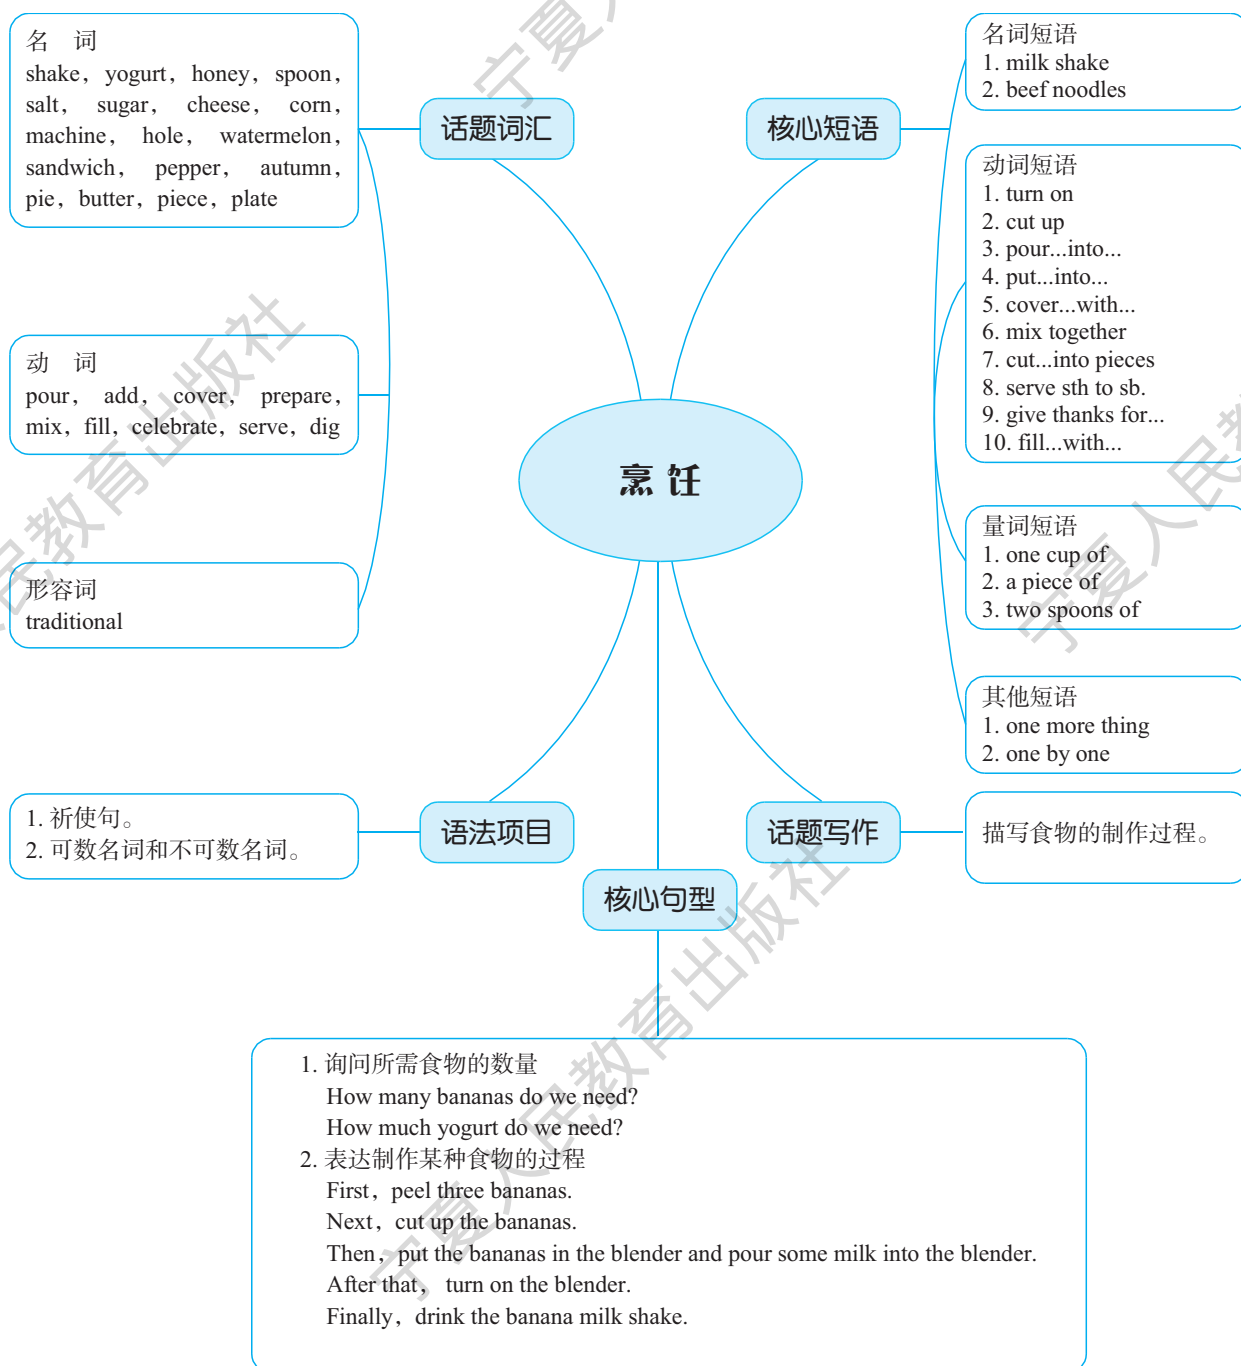 名 词
shake, yogurt, honey, spoon,
salt, sugar, cheese, corn,
machine, hole, watermelon,
sandwich, pepper, autumn,
pie, butter, piece, plate
话题词汇
动 词
pour, add, cover, prepare,
mix, fill, celebrate, serve, dig
形容词
traditional
核心短语
名词短语
1. milk shake
2. beef noodles
动词短语
1. turn on
2. cut up
3. pour...into...
4. put...into...
5. cover...with...
6. mix together
7. cut...into pieces
8. serve sth to sb.
9. give thanks for...
10. fill...with...
量词短语
1. one cup of
2. a piece of
3. two spoons of
其他短语
1. one more thing
2. one by one
烹饪
语法项目
1. 祈使句。
2. 可数名词和不可数名词。
话题写作
描写食物的制作过程。
核心句型
1. 询问所需食物的数量
How many bananas do we need?
How much yogurt do we need?
2. 表达制作某种食物的过程
First, peel three bananas.
Next, cut up the bananas.
Then, put the bananas in the blender and pour some milk into the blender.
After that, turn on the blender.
Finally, drink the banana milk shake.
宁夏人民教育出版社